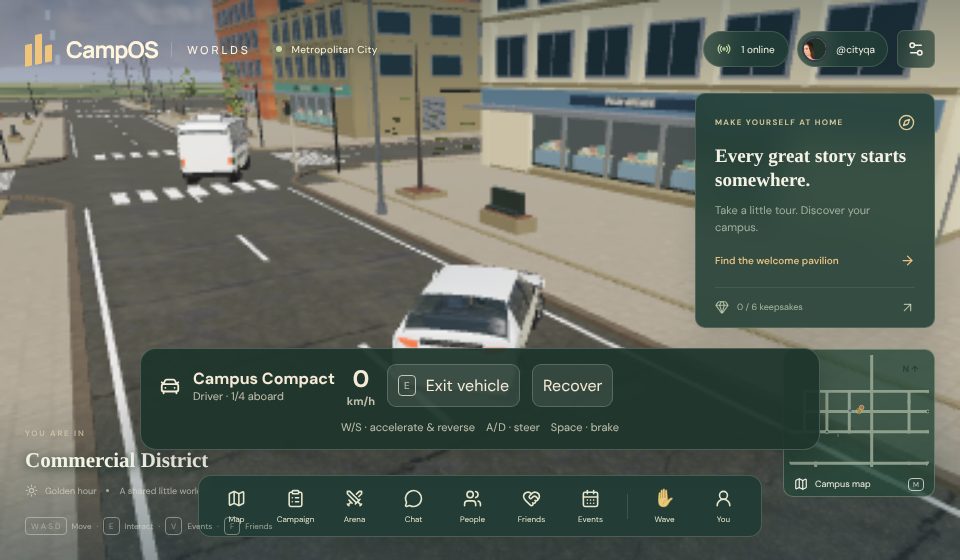 CampOS
WORLDS
Metropolitan City
1 online
@cityqa
MAKE YOURSELF AT HOME
Every great story starts
somewhere.
Take a little tour. Discover your
campus.
Find the welcome pavilion
0 / 6 keepsakes
Campus Compact
Driver · 1/4 aboard
0
km/h
E Exit vehicle
Recover
W/S · accelerate & reverse A/D · steer Space · brake
N
Campus map
M
YOU ARE IN
Commercial District
Golden hour • A shared little
WASD Move · E Interact · V Events · F Friends
Map
Campaign
Arena
Chat
People
Friends
Events
Wave
You